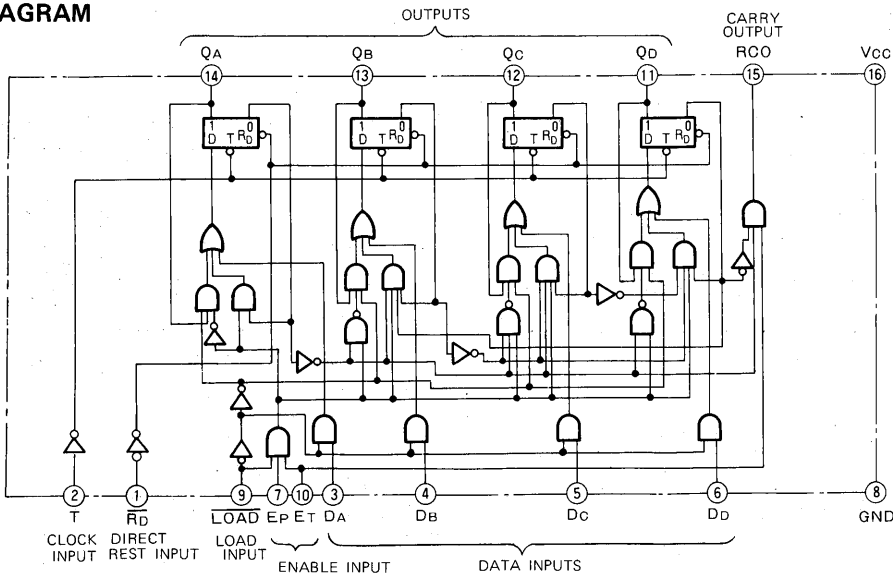 AGRAM
OUTPUTS
CARRY
OUTPUT
QA QB QC QD RCO VCC
14 13 12 11 15 16
1 0 1 0 1 0 1 0
D T RD D T RD D T RD D T RD
2 1 9 7 10 3 4 5 6 8
T RD LOAD EP ET DA DB DC DD GND
CLOCK INPUT
DIRECT REST INPUT
LOAD INPUT
ENABLE INPUT
DATA INPUTS